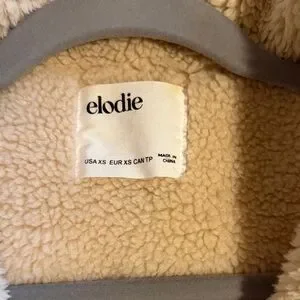 elodie
USA XS EUR XS CAN TP
MADE IN
CHINA